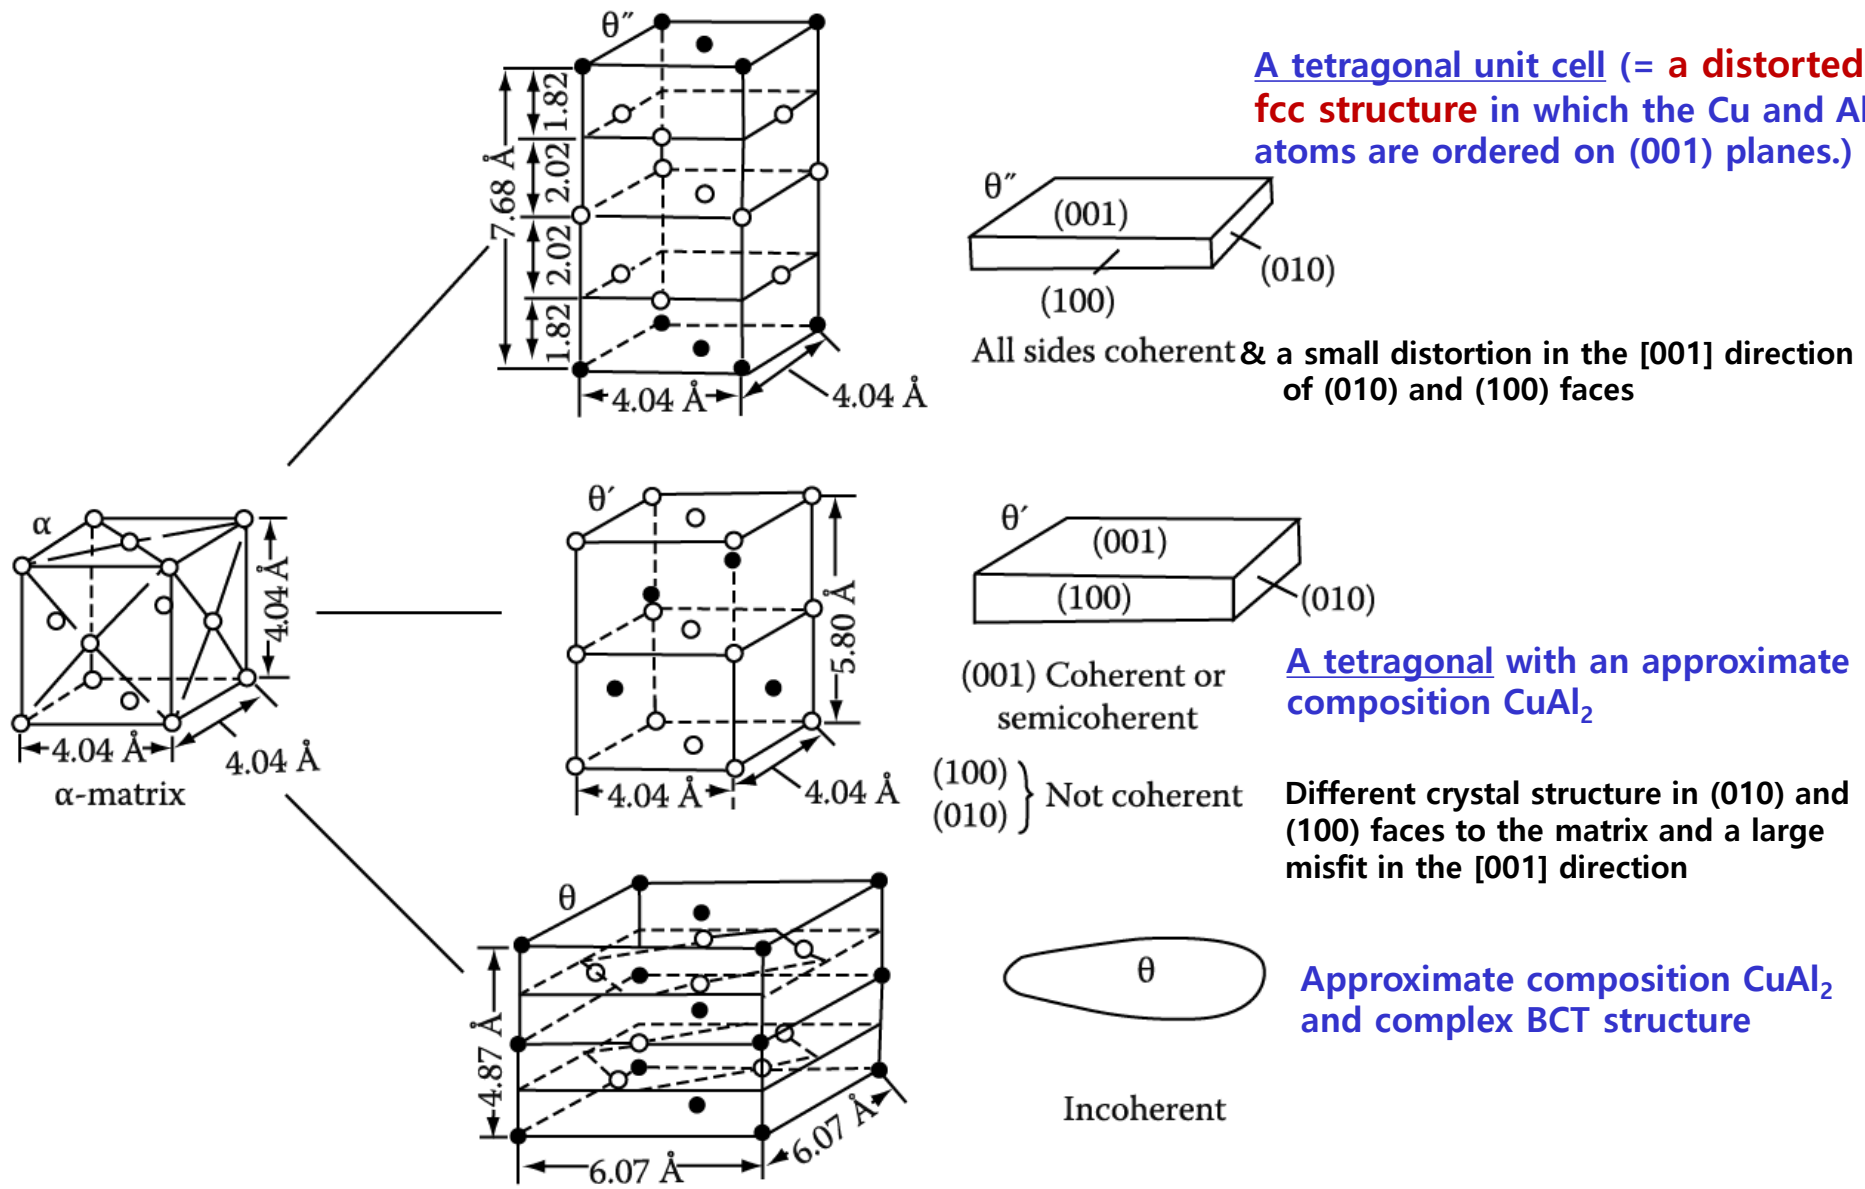 θ″
1.82
2.02
2.02
1.82
7.68 Å
4.04 Å
4.04 Å
A tetragonal unit cell (= a distorted
fcc structure in which the Cu and Al
atoms are ordered on (001) planes.)
θ″
(001)
(010)
(100)
All sides coherent & a small distortion in the [001] direction
of (010) and (100) faces
α
4.04 Å
4.04 Å
4.04 Å
α-matrix
θ′
5.80 Å
4.04 Å
4.04 Å
θ′
(001)
(100)
(010)
(001) Coherent or
semicoherent
(100)
(010)
Not coherent
A tetragonal with an approximate
composition CuAl₂
Different crystal structure in (010) and
(100) faces to the matrix and a large
misfit in the [001] direction
θ
4.87 Å
6.07 Å
6.07 Å
θ
Incoherent
Approximate composition CuAl₂
and complex BCT structure